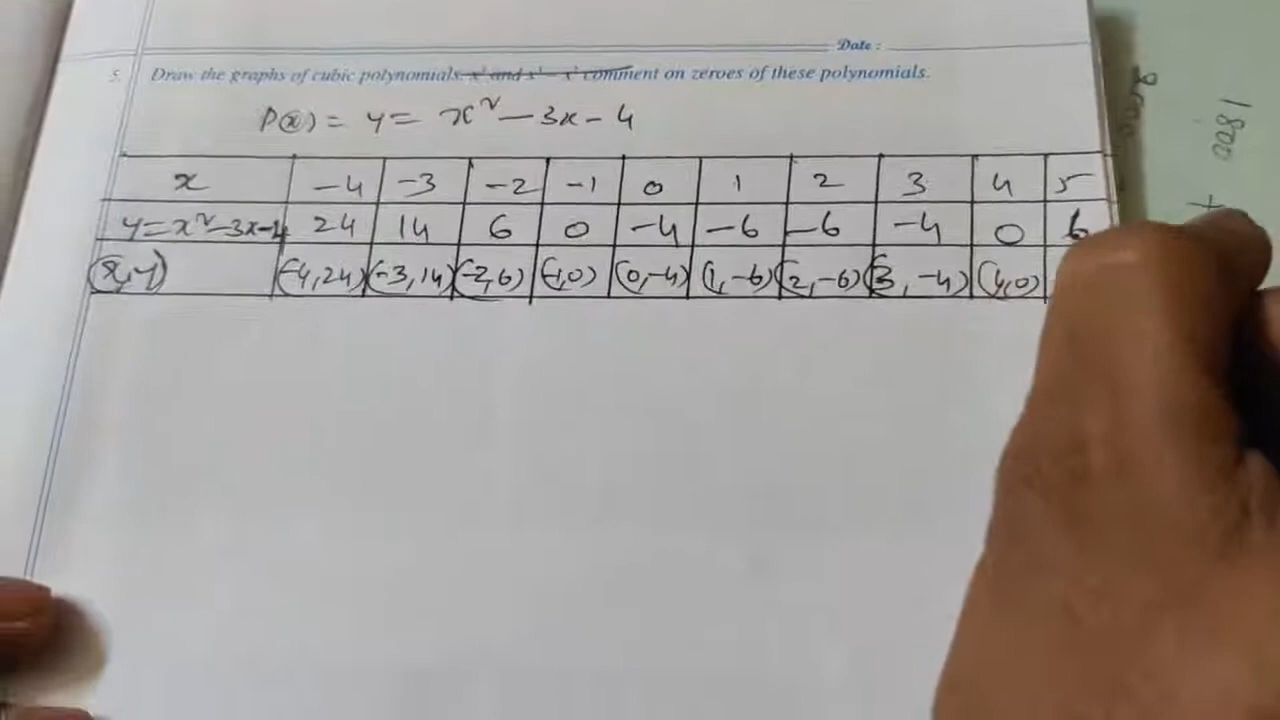 Date :
5. Draw the graphs of cubic polynomials and comment on zeroes of these polynomials.
P(x) = y = x² - 3x - 4
x -4 -3 -2 -1 0 1 2 3 4 5
y=x²-3x-4 24 14 6 0 -4 -6 -6 -4 0 6
(x,y) (-4,24) (-3,14) (-2,6) (-1,0) (0,-4) (1,-6) (2,-6) (3,-4) (4,0)
1800 +